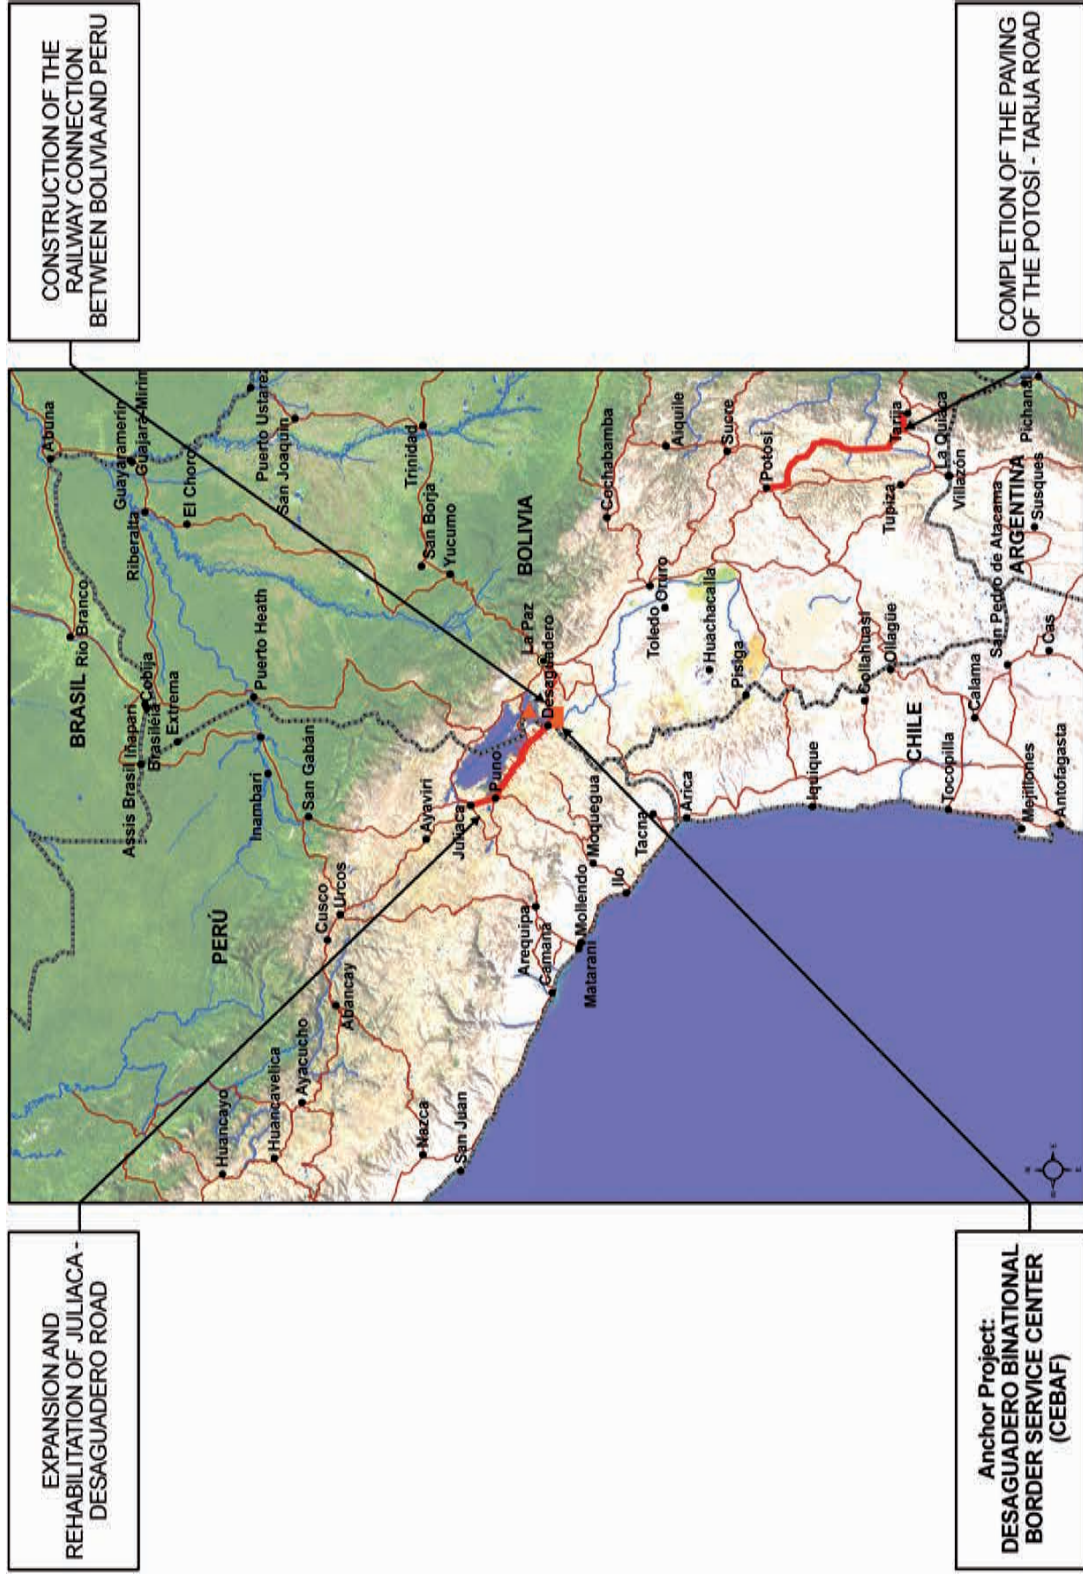 EXPANSION AND
REHABILITATION OF JULIACA -
DESAGUADERO ROAD
CONSTRUCTION OF THE
RAILWAY CONNECTION
BETWEEN BOLIVIA AND PERU
Abuna
Rio Branco
BRASIL
Guayaramerin
Guajará-Mirim
Riberalta
Cobija
Brasiléia
Assis Brasil Iñapari
Extrema
El Choro
PERÚ
Huancayo
Puerto Heath
Puerto Ustarez
Inambari
San Joaquin
Huancavelica
San Gabán
Ayacucho
Cusco
Urcos
Abancay
Trinidad
San Borja
Ayaviri
Nazca
Yucumo
Juliaca
San Juan
Puno
BOLIVIA
La Paz
Desaguadero
Arequipa
Camaná
Mollendo
Matarani
Moquegua
Cochabamba
Ilo
Tacna
Oruro
Toledo
Aiquile
Arica
Huachacalla
Sucre
Pisiga
Potosí
Iquique
Collahuasi
Ollagüe
Tupiza
Tarija
CHILE
La Quiaca
Villazón
Tocopilla
Calama
San Pedro de Atacama
ARGENTINA
Susques
Pichanal
Mejillones
Cas
Antofagasta
Anchor Project:
DESAGUADERO BINATIONAL
BORDER SERVICE CENTER
(CEBAF)
COMPLETION OF THE PAVING
OF THE POTOSÍ - TARIJA ROAD